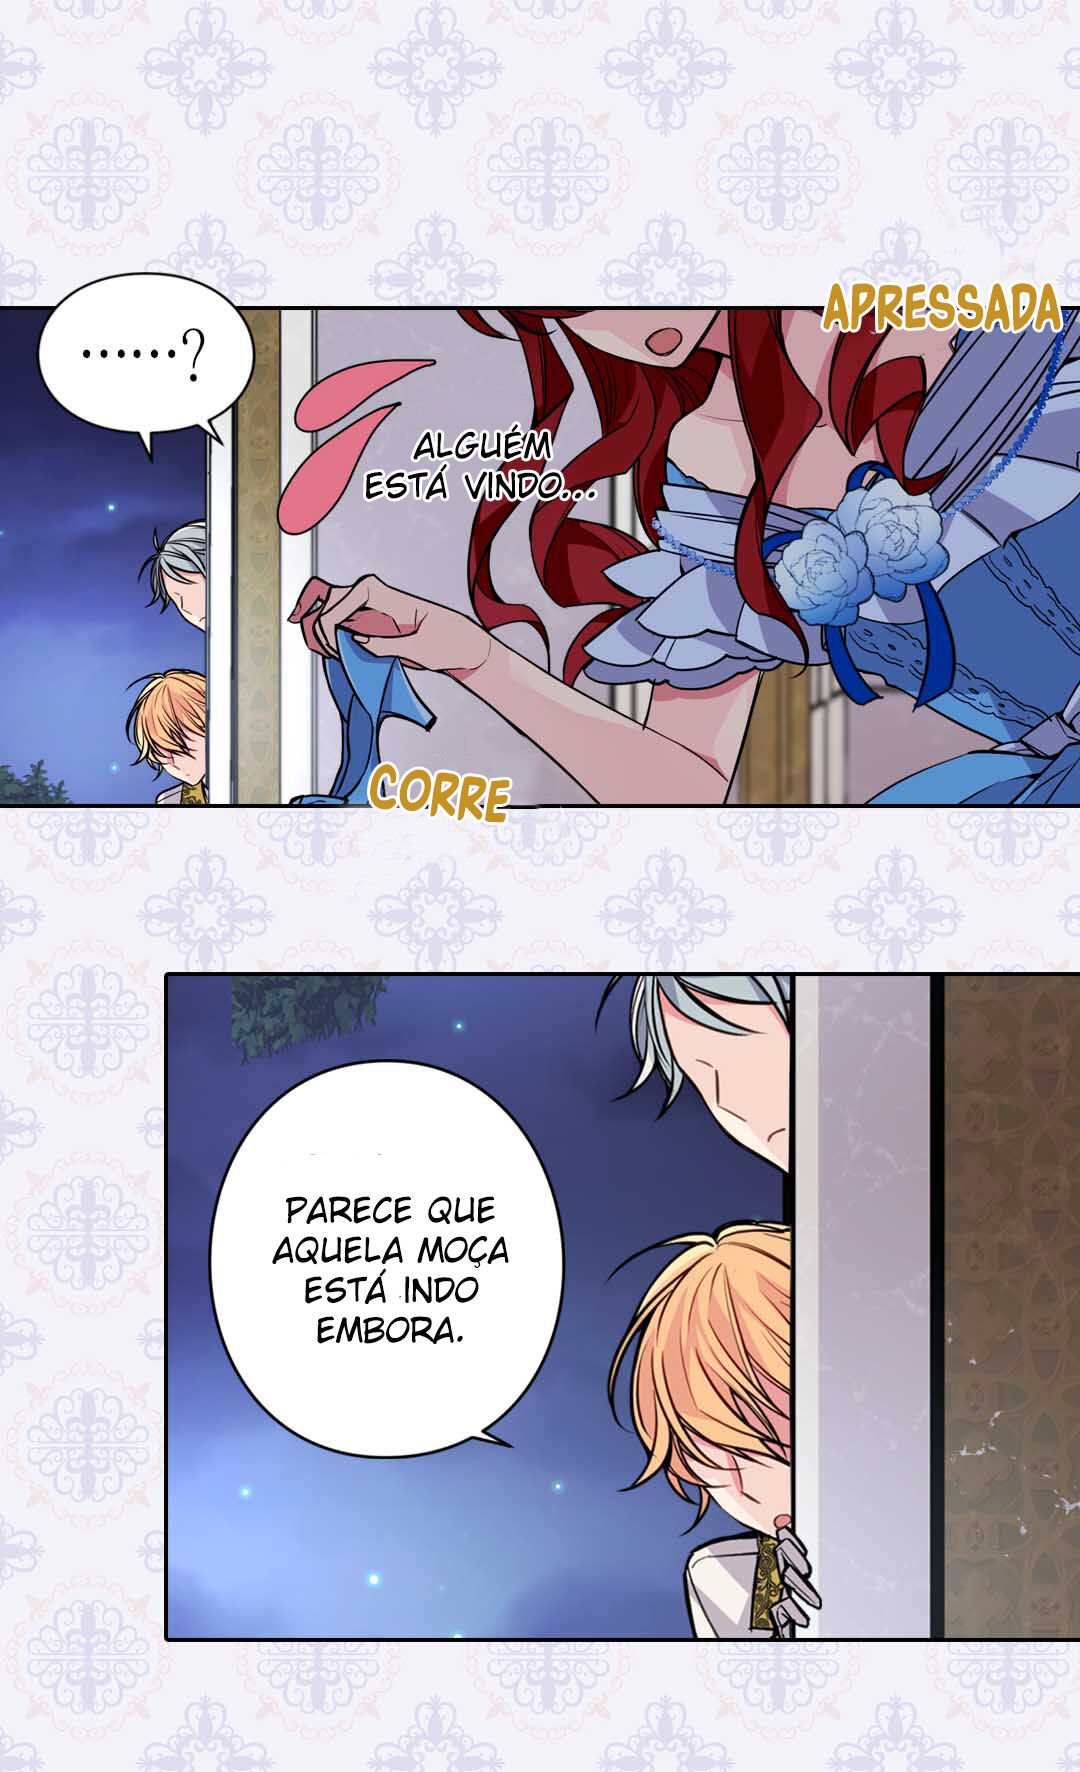 APRESSADA
......?
ALGUÉM
ESTÁ VINDO...
CORRE
PARECE QUE
AQUELA MOÇA
ESTÁ INDO
EMBORA.